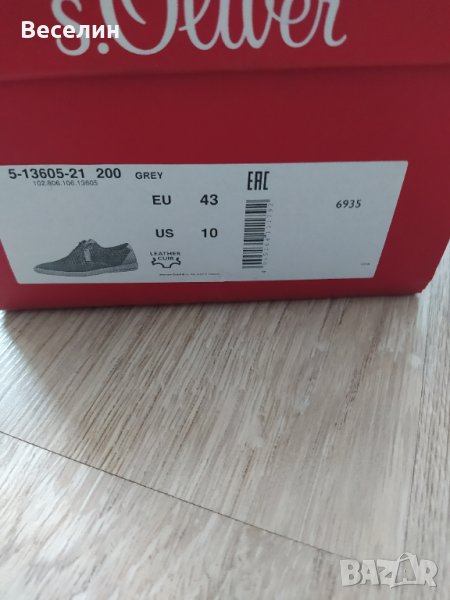 Веселин
s.Oliver
5-13605-21 200 GREY
102.806.106.13605
EU 43
US 10
EAC
6935
LEATHER
CUIR
BAZAR